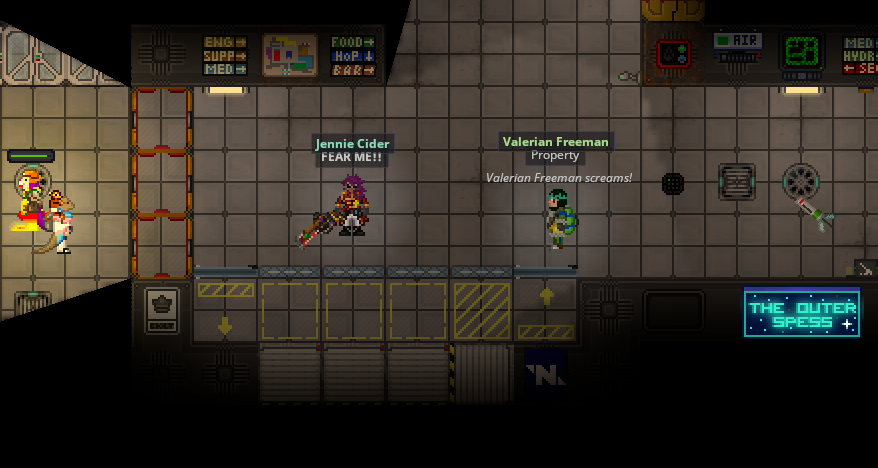 ENG→
SUPP→
MED→
FOOD→
HOP↓
BAR→
AIR
MED
HYDR
← SE
Jennie Cider
FEAR ME!!
Valerian Freeman
Property
Valerian Freeman screams!
THE OUTER
SPESS
N.